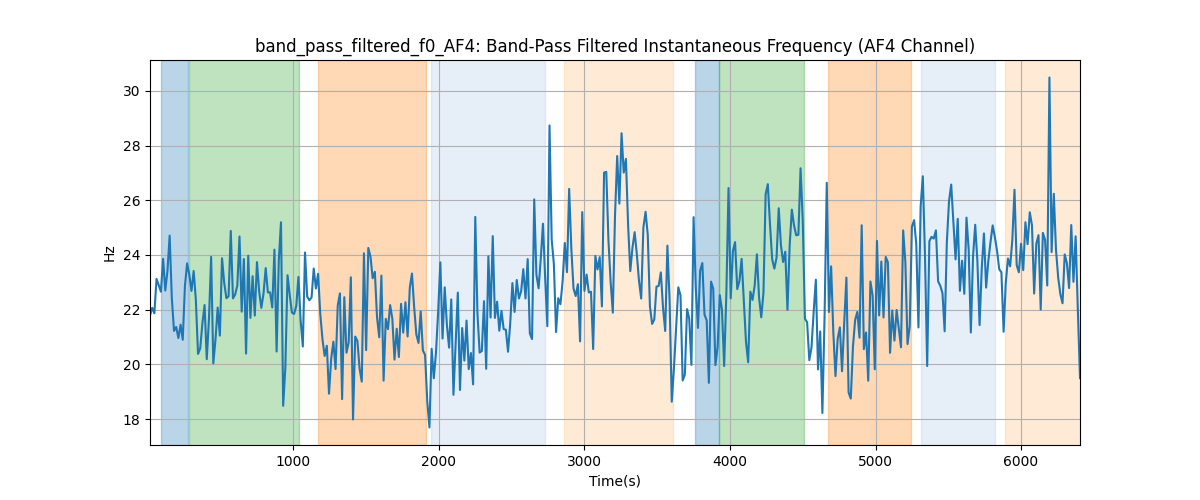 band_pass_filtered_f0_AF4: Band-Pass Filtered Instantaneous Frequency (AF4 Channel)
30
28
26
24
22
20
18
Hz
1000 2000 3000 4000 5000 6000
Time(s)